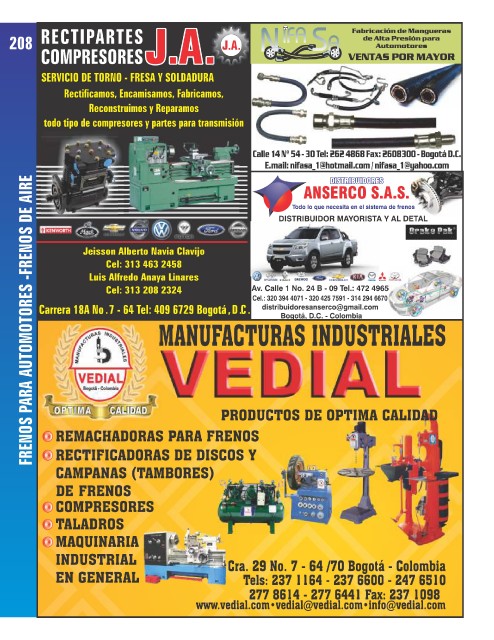 208
FRENOS PARA AUTOMOTORES -FRENOS DE AIRE
RECTIPARTES
COMPRESORES
J.A.
J.A.
SERVICIO DE TORNO - FRESA Y SOLDADURA
Rectificamos, Encamisamos, Fabricamos,
Reconstruimos y Reparamos
todo tipo de compresores y partes para transmisión
KENWORTH
Mack
Jeisson Alberto Navia Clavijo
Cel: 313 463 2458
Luis Alfredo Anaya Linares
Cel: 313 208 2324
Carrera 18A No .7 - 64 Tel: 409 6729 Bogotá, D.C.
NifaSa
Fabricación de Mangueras
de Alta Presión para
Automotores
VENTAS POR MAYOR
Calle 14 Nº 54 - 30 Tel: 262 4868 Fax: 2608300 - Bogotá D.C.
E.mail: nifasa_1@hotmail.com / nifasa_1@yahoo.com
DISTRIBUIDORES
ANSERCO S.A.S.
Todo lo que necesita en el sistema de frenos
DISTRIBUIDOR MAYORISTA Y AL DETAL
Brake Pak
Av. Calle 1 No. 24 B - 09 Tel.: 472 4965
Cel.: 320 394 4071 - 320 425 7591 - 314 294 6670
distribuidoresanserco@gmail.com
Bogotá. D.C. - Colombia
MANUFACTURAS INDUSTRIALES
VEDIAL
MANUFACTURAS INDUSTRIALES
VEDIAL
Bogotá - Colombia
OPTIMA CALIDAD
PRODUCTOS DE OPTIMA CALIDAD
REMACHADORAS PARA FRENOS
RECTIFICADORAS DE DISCOS Y
CAMPANAS (TAMBORES)
DE FRENOS
COMPRESORES
TALADROS
MAQUINARIA
INDUSTRIAL
EN GENERAL
Cra. 29 No. 7 - 64 /70 Bogotá - Colombia
Tels: 237 1164 - 237 6600 - 247 6510
277 8614 - 277 6441 Fax: 237 1098
www.vedial.com • vedial@vedial.com • info@vedial.com